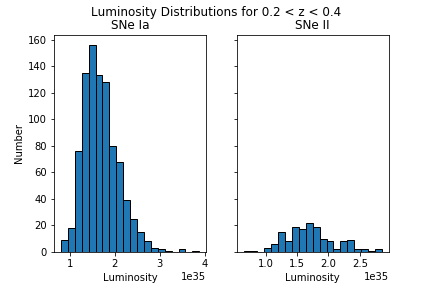 Luminosity Distributions for 0.2 < z < 0.4
SNe Ia
SNe II
160
140
120
100
80
60
40
20
0
Number
1 2 3 4
1e35
Luminosity
1.0 1.5 2.0 2.5
1e35
Luminosity